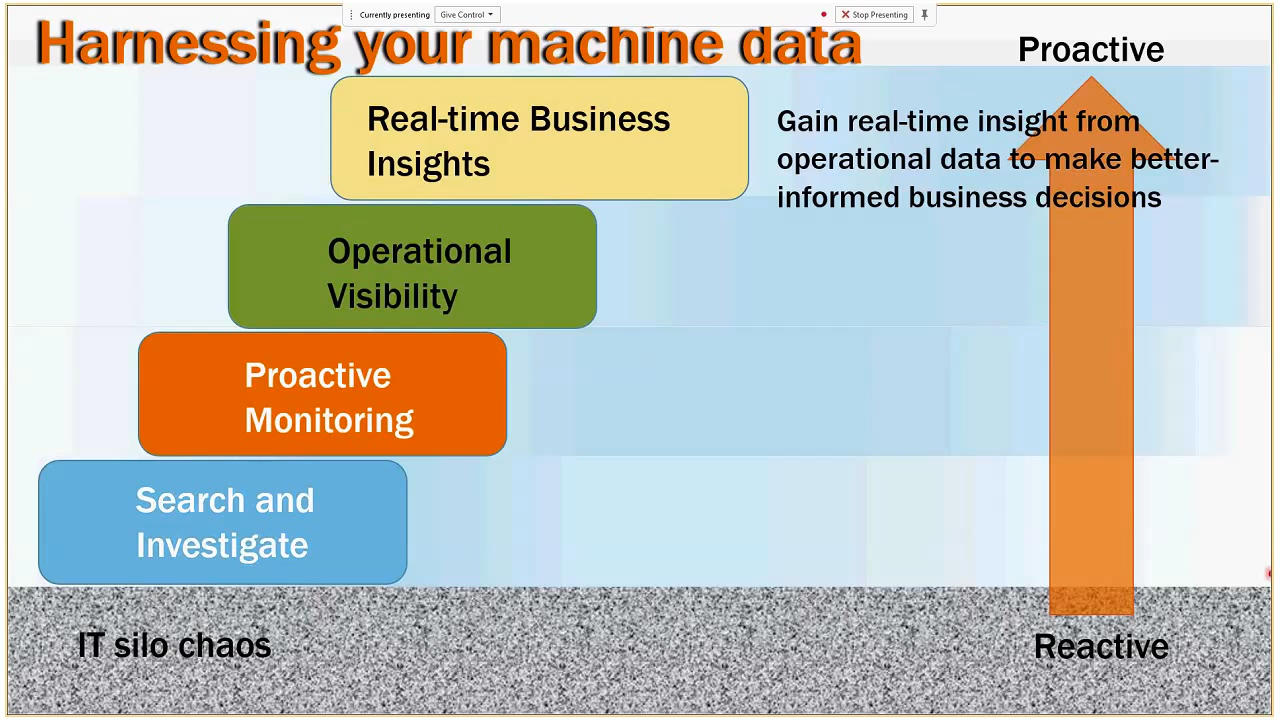 Currently presenting
Give Control
Stop Presenting
Harnessing your machine data
Proactive
Real-time Business
Insights
Gain real-time insight from
operational data to make better-
informed business decisions
Operational
Visibility
Proactive
Monitoring
Search and
Investigate
IT silo chaos
Reactive